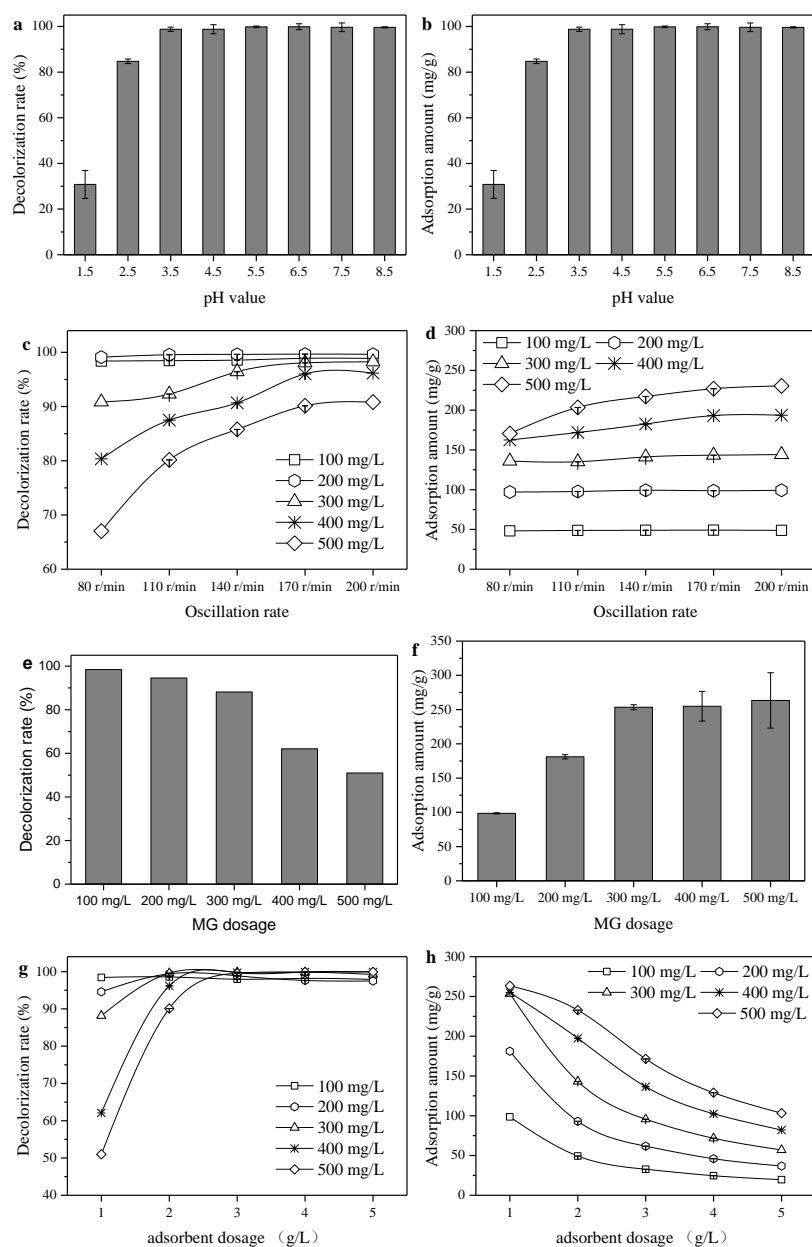 a
Decolorization rate (%)
100
80
60
40
20
0
1.5 2.5 3.5 4.5 5.5 6.5 7.5 8.5
pH value
b
Adsorption amount (mg/g)
100
80
60
40
20
0
1.5 2.5 3.5 4.5 5.5 6.5 7.5 8.5
pH value
c
Decolorization rate (%)
100
90
80
70
60
100 mg/L
200 mg/L
300 mg/L
400 mg/L
500 mg/L
80 r/min 110 r/min 140 r/min 170 r/min 200 r/min
Oscillation rate
d
Adsorption amount (mg/g)
300
250
200
150
100
50
0
100 mg/L 200 mg/L
300 mg/L 400 mg/L
500 mg/L
80 r/min 110 r/min 140 r/min 170 r/min 200 r/min
Oscillation rate
e
Decolorization rate (%)
100
80
60
40
20
0
100 mg/L 200 mg/L 300 mg/L 400 mg/L 500 mg/L
MG dosage
f
Adsorption amount (mg/g)
350
300
250
200
150
100
50
0
100 mg/L 200 mg/L 300 mg/L 400 mg/L 500 mg/L
MG dosage
g
Decolorization rate (%)
100
90
80
70
60
50
40
100 mg/L
200 mg/L
300 mg/L
400 mg/L
500 mg/L
1 2 3 4 5
adsorbent dosage （g/L）
h
Adsorption amount (mg/g)
300
250
200
150
100
50
0
100 mg/L 200 mg/L
300 mg/L 400 mg/L
500 mg/L
1 2 3 4 5
adsorbent dosage （g/L）